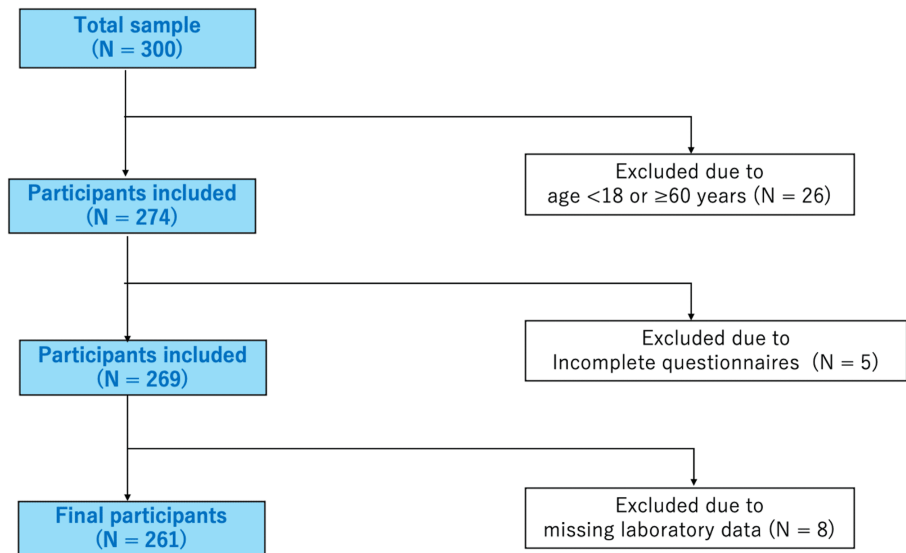 Total sample
(N = 300)
Excluded due to
age <18 or ≥60 years (N = 26)
Participants included
(N = 274)
Excluded due to
Incomplete questionnaires (N = 5)
Participants included
(N = 269)
Excluded due to
missing laboratory data (N = 8)
Final participants
(N = 261)